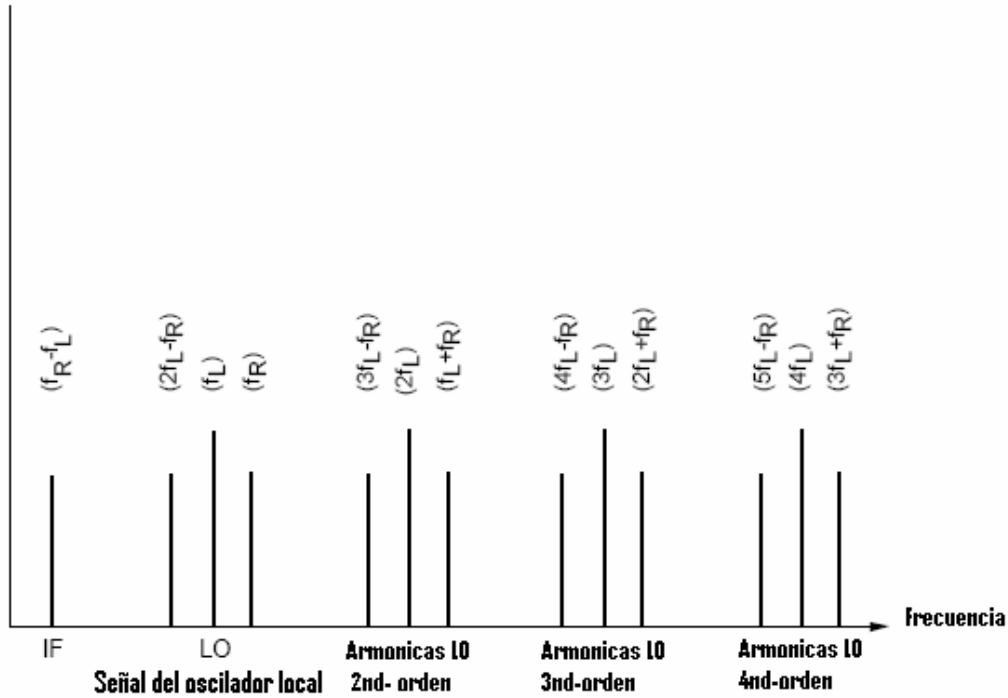 (fR-fL)
(2fL-fR)
(fL)
(fR)
(3fL-fR)
(2fL)
(fL+fR)
(4fL-fR)
(3fL)
(2fL+fR)
(5fL-fR)
(4fL)
(3fL+fR)
Frecuencia
IF
LO
Señal del oscilador local
Armonicas LO
2nd- orden
Armonicas LO
3nd-orden
Armonicas LO
4nd-orden